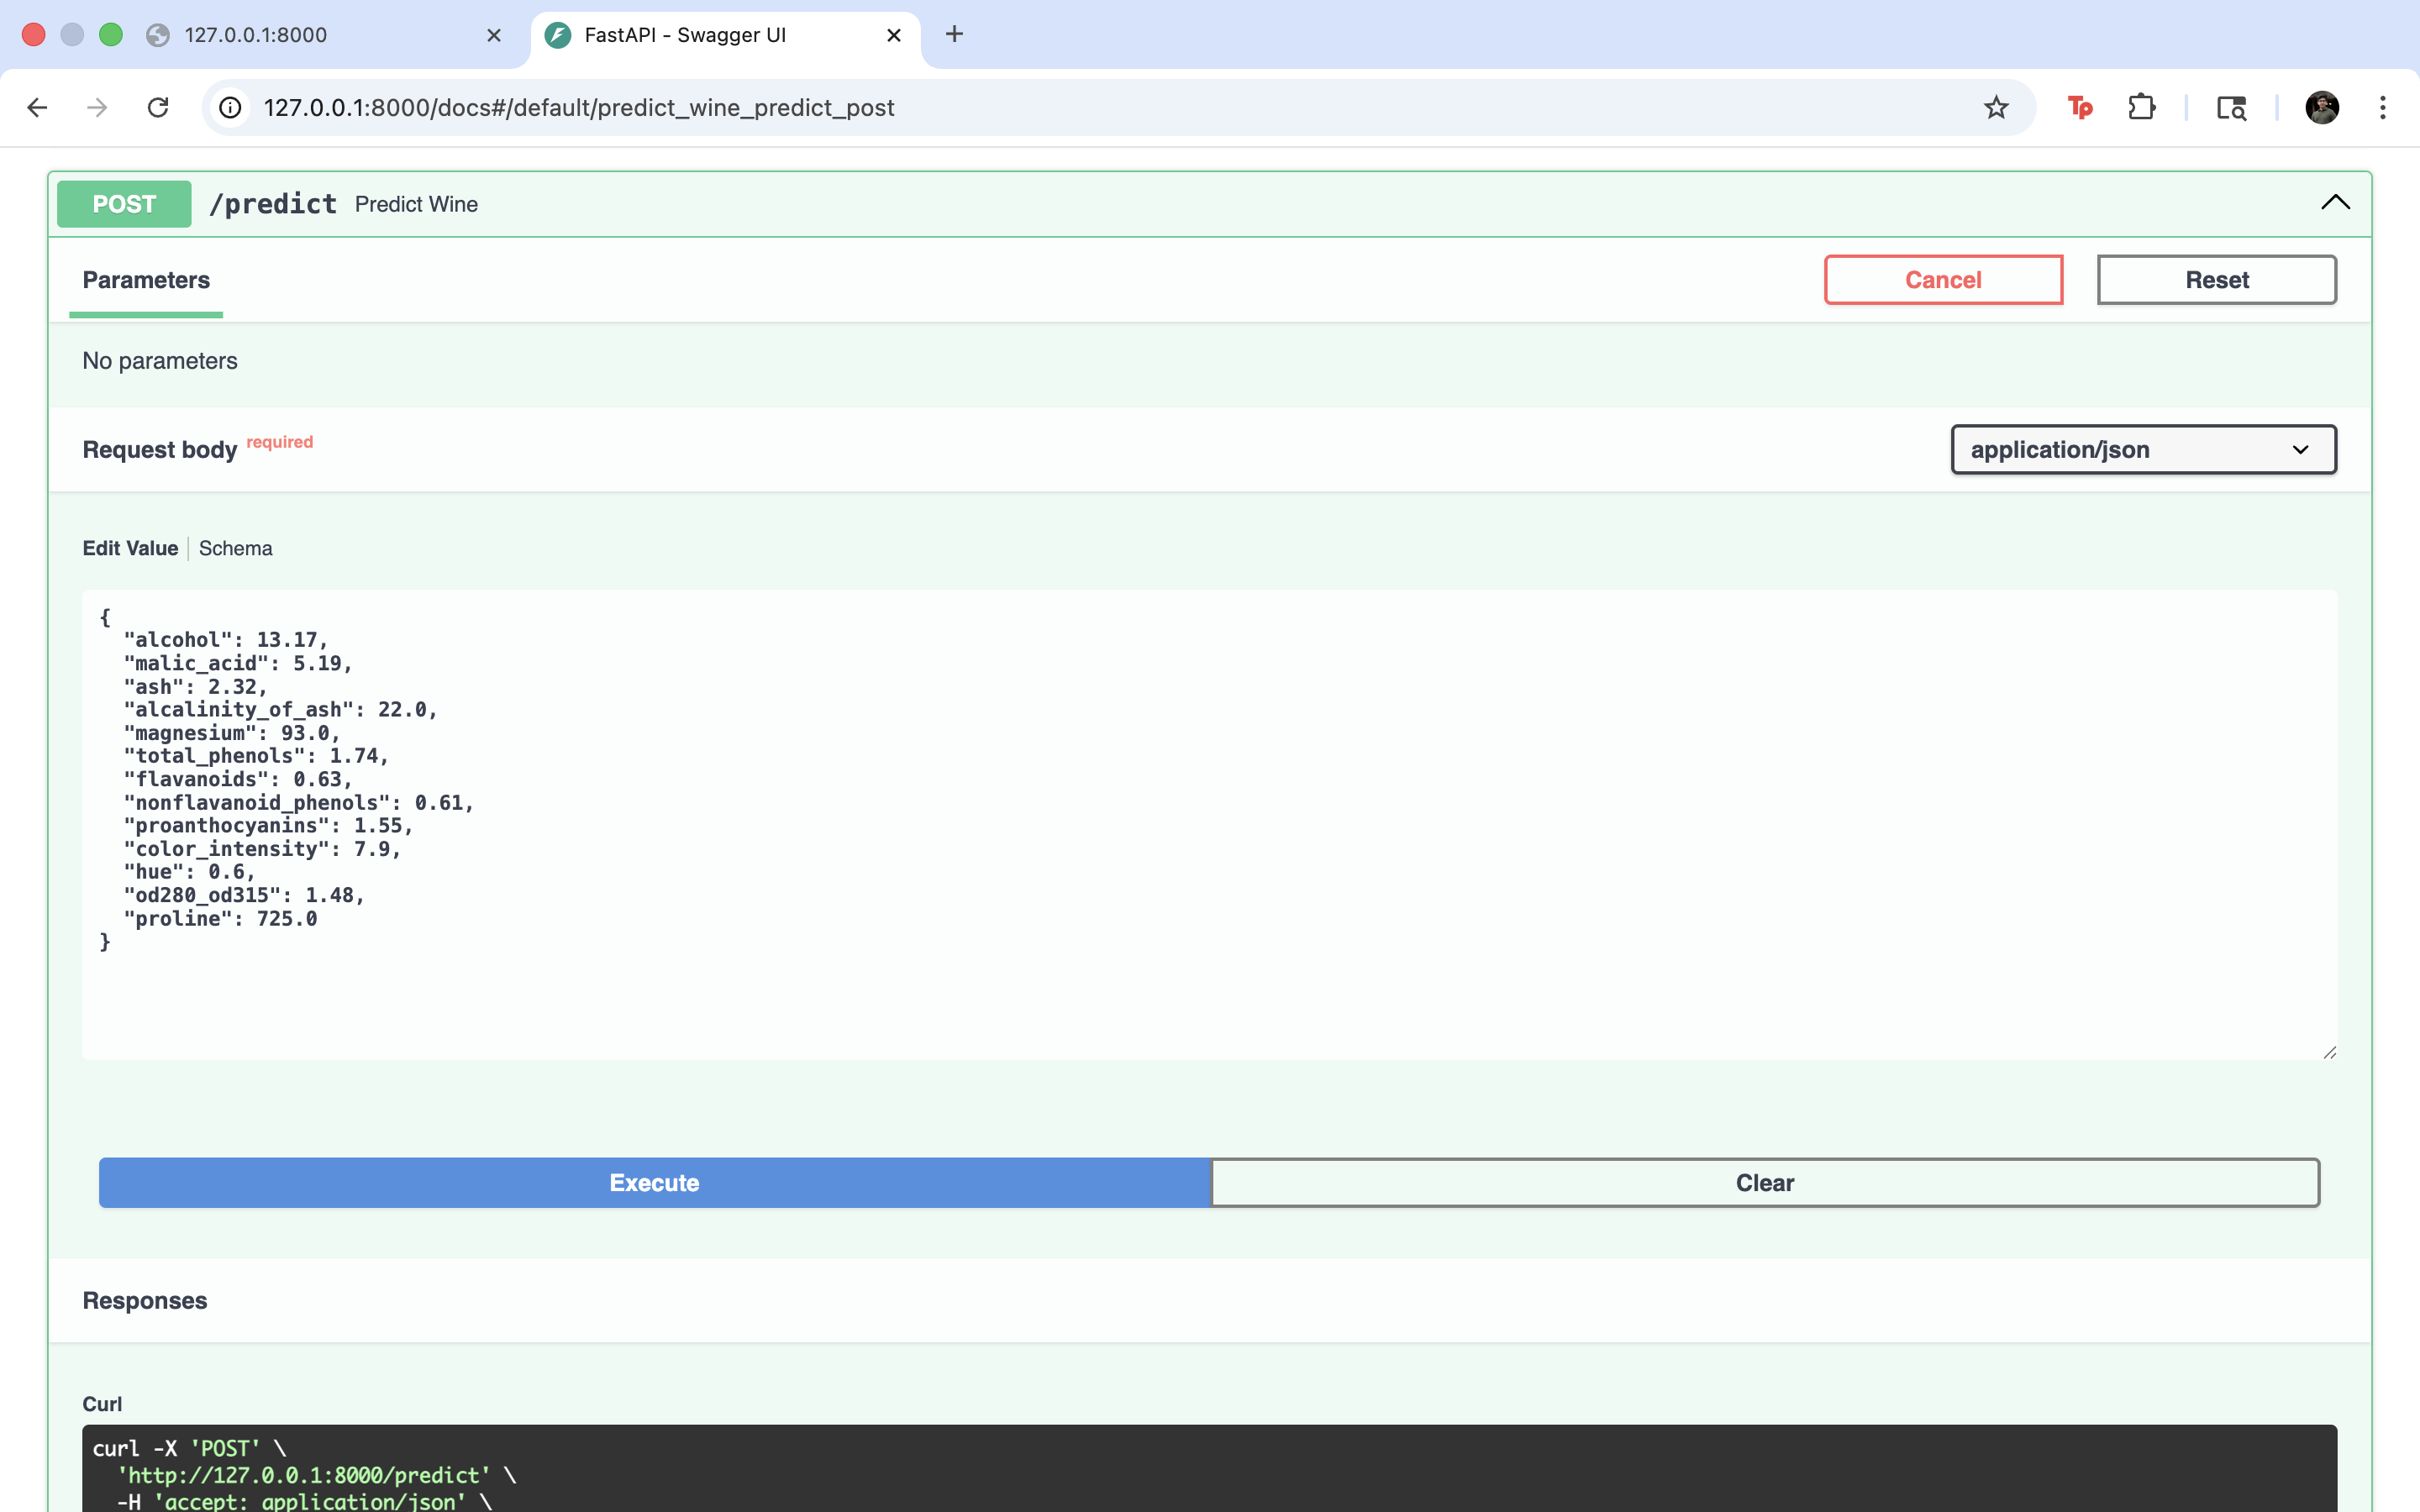 127.0.0.1:8000
FastAPI - Swagger UI
127.0.0.1:8000/docs#/default/predict_wine_predict_post
Tp
POST /predict Predict Wine
Parameters
Cancel
Reset
No parameters
Request body required
application/json
Edit Value | Schema
{
  "alcohol": 13.17,
  "malic_acid": 5.19,
  "ash": 2.32,
  "alcalinity_of_ash": 22.0,
  "magnesium": 93.0,
  "total_phenols": 1.74,
  "flavanoids": 0.63,
  "nonflavanoid_phenols": 0.61,
  "proanthocyanins": 1.55,
  "color_intensity": 7.9,
  "hue": 0.6,
  "od280_od315": 1.48,
  "proline": 725.0
}
Execute
Clear
Responses
Curl
curl -X 'POST' \
  'http://127.0.0.1:8000/predict' \
  -H 'accept: application/json' \